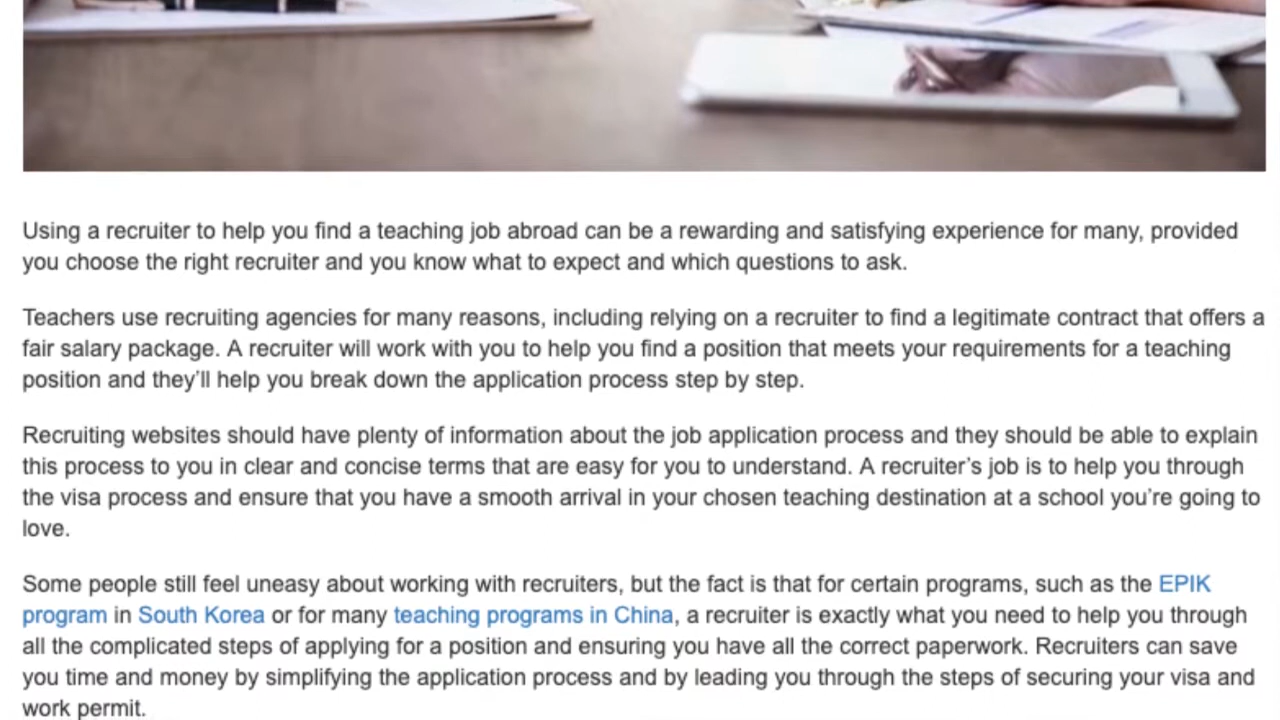 Using a recruiter to help you find a teaching job abroad can be a rewarding and satisfying experience for many, provided
you choose the right recruiter and you know what to expect and which questions to ask.
Teachers use recruiting agencies for many reasons, including relying on a recruiter to find a legitimate contract that offers a
fair salary package. A recruiter will work with you to help you find a position that meets your requirements for a teaching
position and they’ll help you break down the application process step by step.
Recruiting websites should have plenty of information about the job application process and they should be able to explain
this process to you in clear and concise terms that are easy for you to understand. A recruiter’s job is to help you through
the visa process and ensure that you have a smooth arrival in your chosen teaching destination at a school you’re going to
love.
Some people still feel uneasy about working with recruiters, but the fact is that for certain programs, such as the EPIK
program in South Korea or for many teaching programs in China, a recruiter is exactly what you need to help you through
all the complicated steps of applying for a position and ensuring you have all the correct paperwork. Recruiters can save
you time and money by simplifying the application process and by leading you through the steps of securing your visa and
work permit.